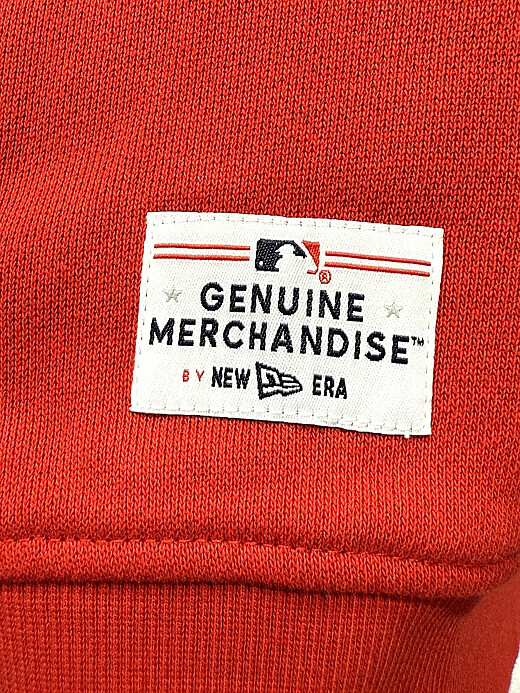 ®
GENUINE
MERCHANDISE™
BY NEW ERA